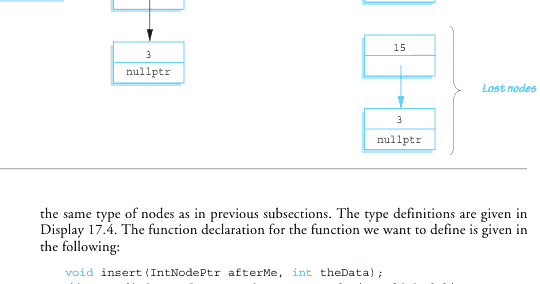 3
nullptr
15
3
nullptr
Lost nodes
the same type of nodes as in previous subsections. The type definitions are given in
Display 17.4. The function declaration for the function we want to define is given in
the following:
void insert(IntNodePtr afterMe, int theData);